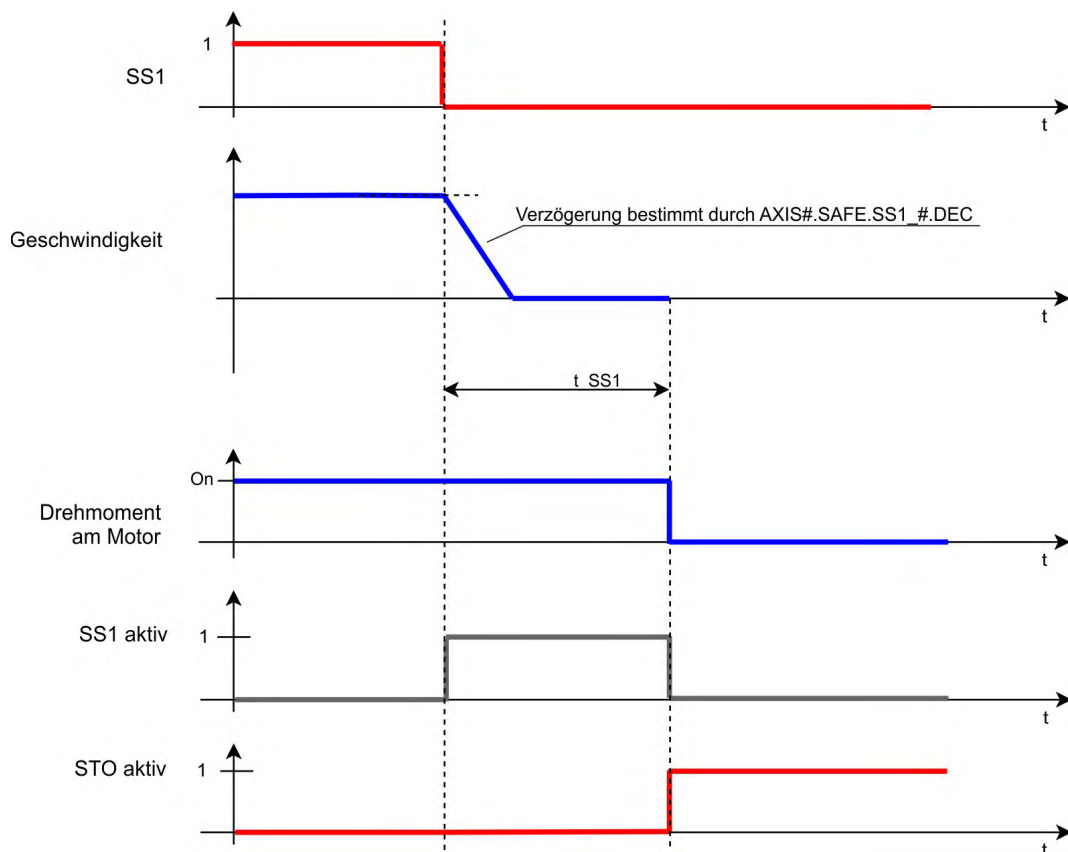 1
SS1
t
Verzögerung bestimmt durch AXIS#.SAFE.SS1_#.DEC
Geschwindigkeit
t
t_SS1
On
Drehmoment
am Motor
t
SS1 aktiv
1
t
STO aktiv
1
t